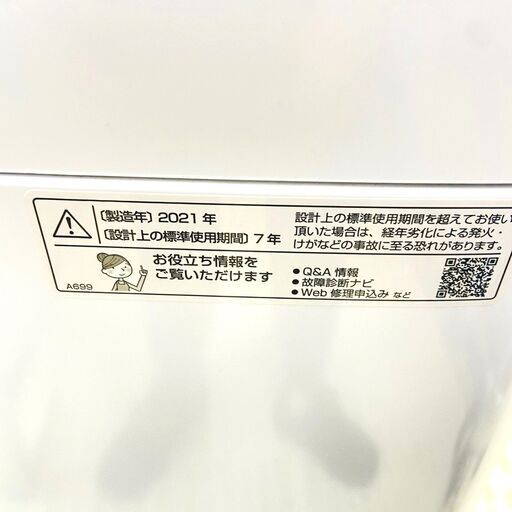 〔製造年〕2021年
〔設計上の標準使用期間〕7年
設計上の標準使用期間を超えてお使い
頂いた場合は、経年劣化による発火・
けがなどの事故に至る恐れがあります。
お役立ち情報を
ご覧いただけます
● Q&A 情報
● 故障診断ナビ
● Web 修理申込み など
A699